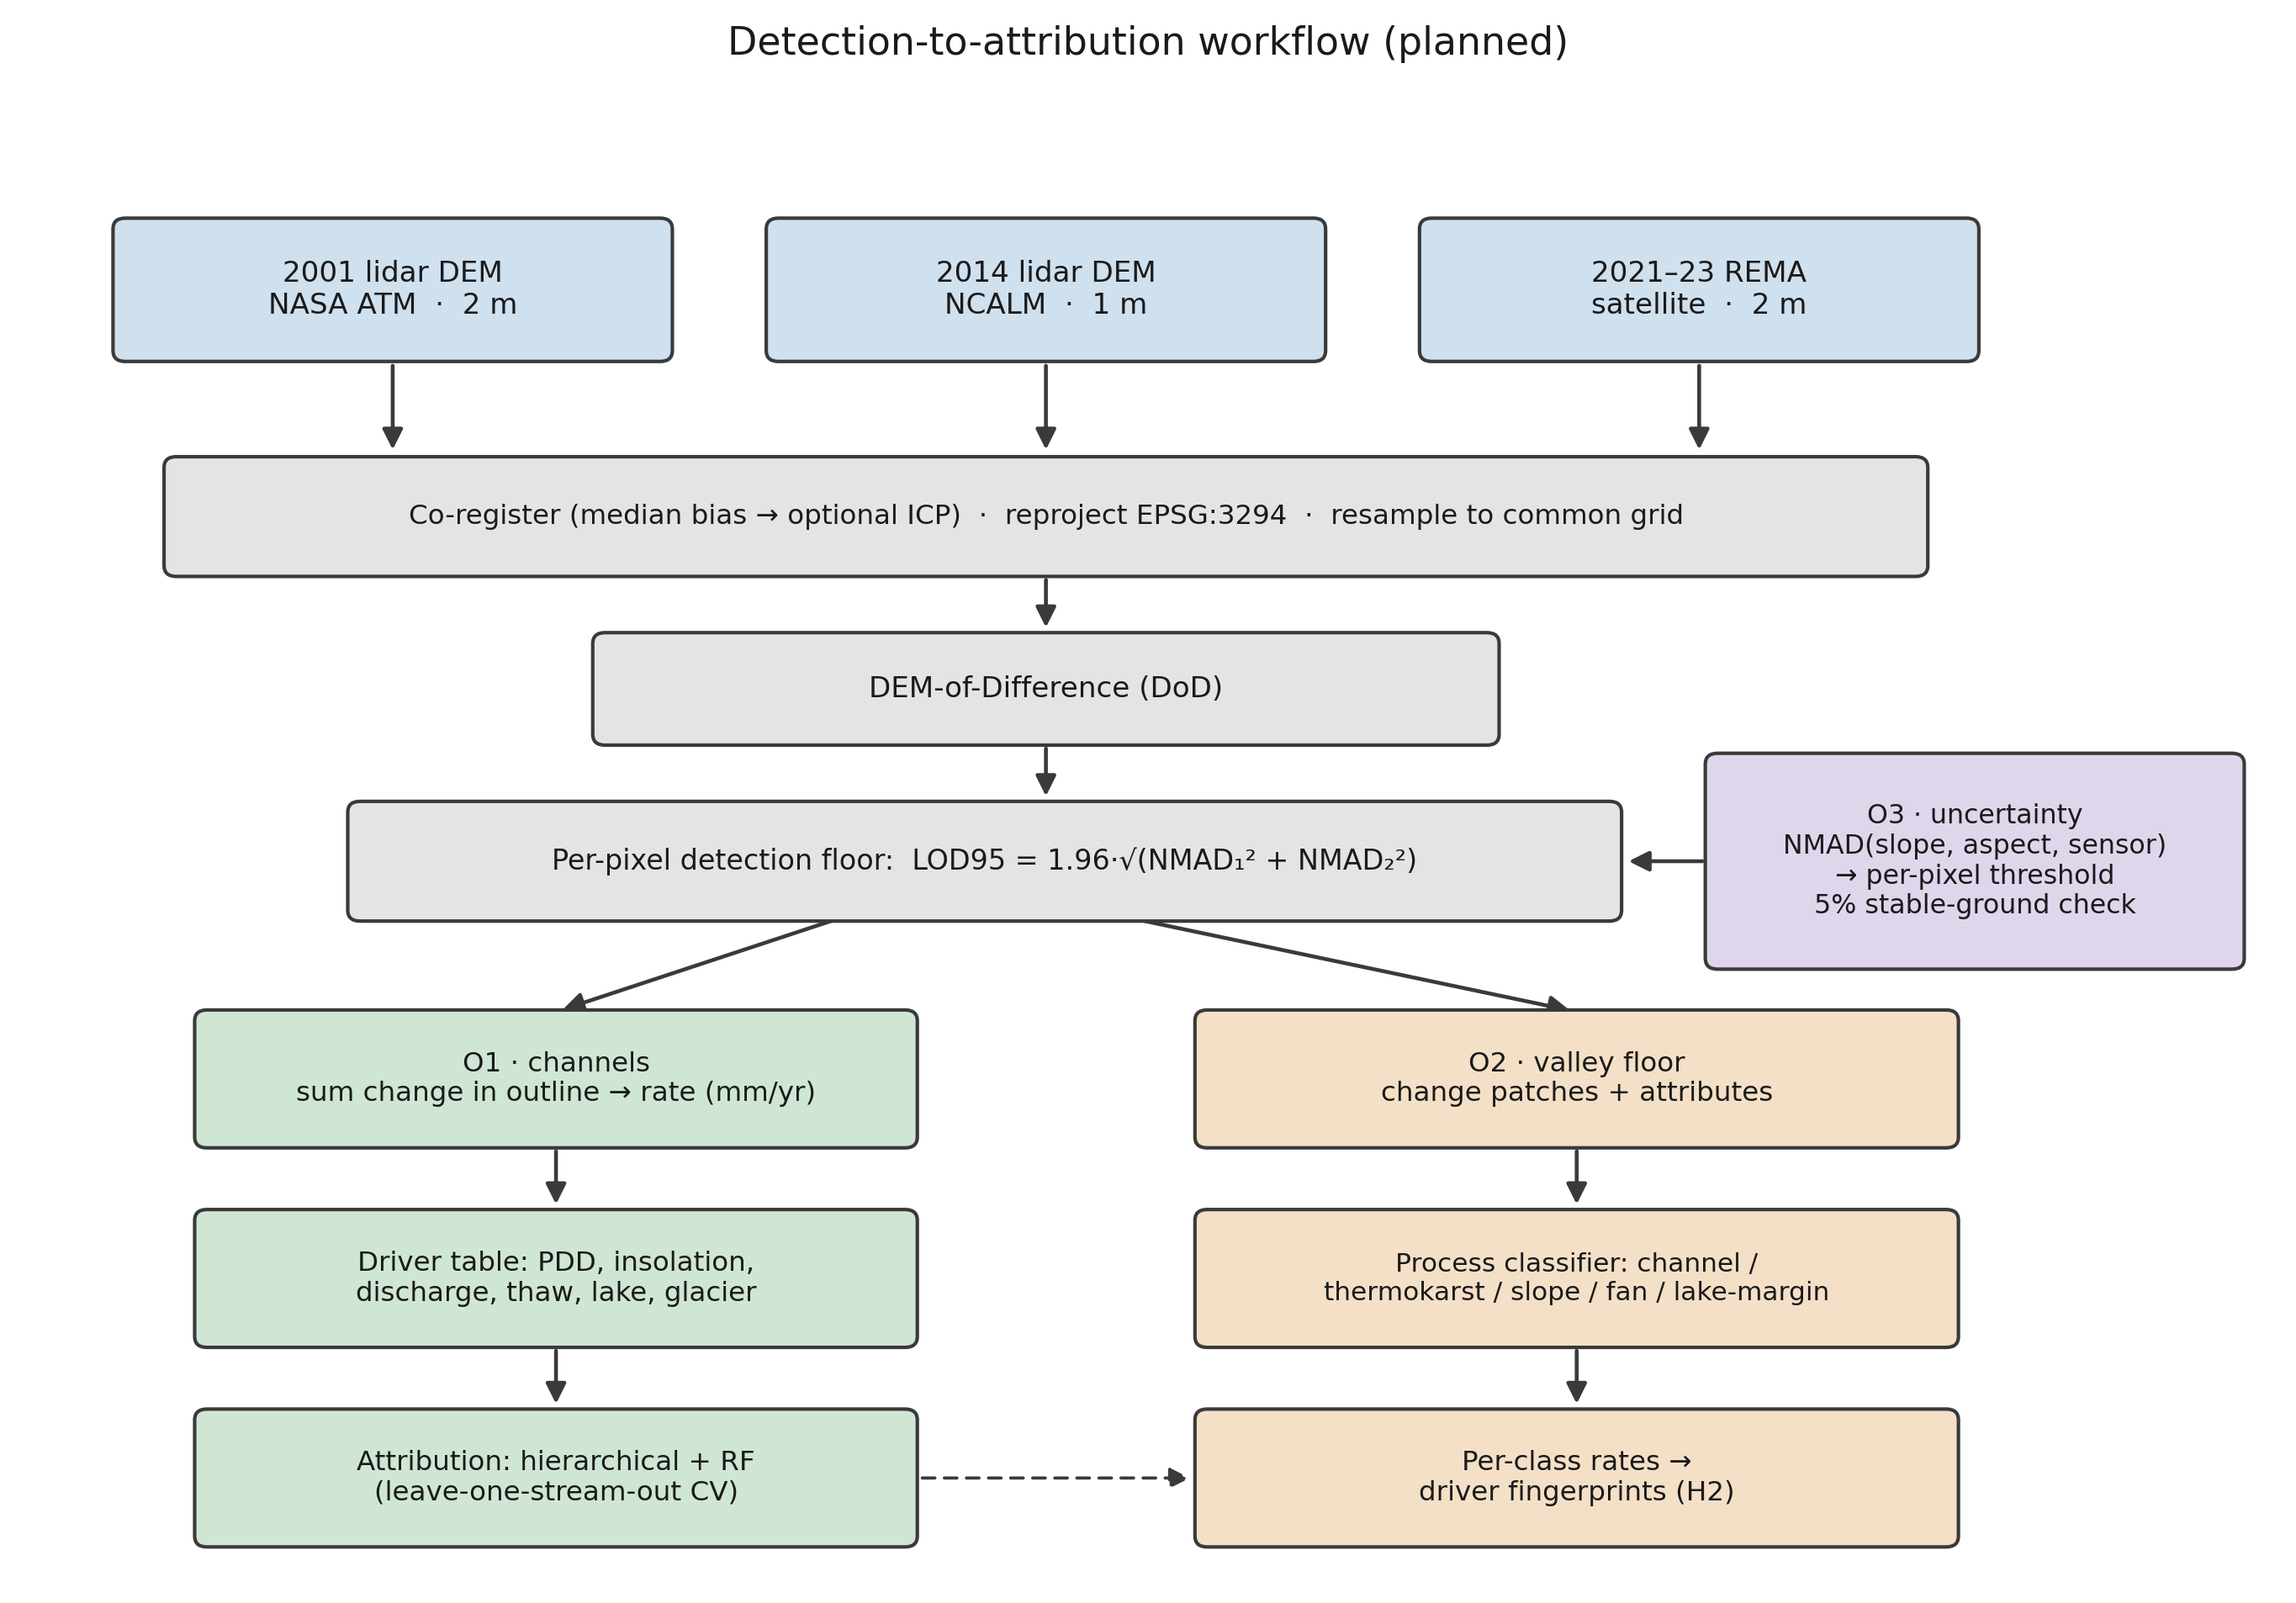 Detection-to-attribution workflow (planned)
2001 lidar DEM
NASA ATM · 2 m
2014 lidar DEM
NCALM · 1 m
2021–23 REMA
satellite · 2 m
Co-register (median bias → optional ICP) · reproject EPSG:3294 · resample to common grid
DEM-of-Difference (DoD)
Per-pixel detection floor: LOD95 = 1.96·√(NMAD₁² + NMAD₂²)
O3 · uncertainty
NMAD(slope, aspect, sensor)
→ per-pixel threshold
5% stable-ground check
O1 · channels
sum change in outline → rate (mm/yr)
O2 · valley floor
change patches + attributes
Driver table: PDD, insolation,
discharge, thaw, lake, glacier
Process classifier: channel /
thermokarst / slope / fan / lake-margin
Attribution: hierarchical + RF
(leave-one-stream-out CV)
Per-class rates →
driver fingerprints (H2)